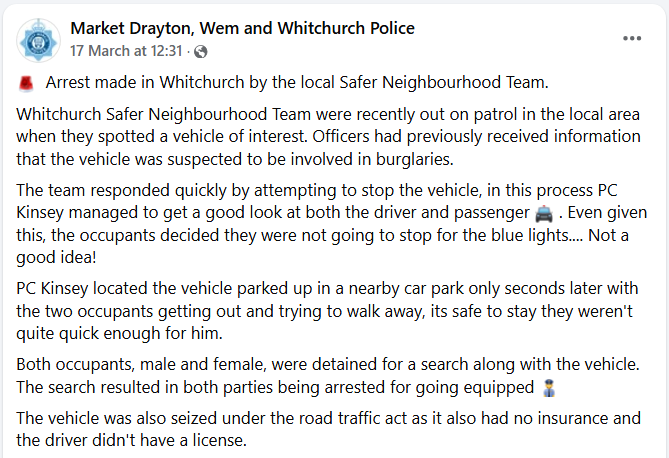 Market Drayton, Wem and Whitchurch Police
17 March at 12:31 ·
Arrest made in Whitchurch by the local Safer Neighbourhood Team.
Whitchurch Safer Neighbourhood Team were recently out on patrol in the local area
when they spotted a vehicle of interest. Officers had previously received information
that the vehicle was suspected to be involved in burglaries.
The team responded quickly by attempting to stop the vehicle, in this process PC
Kinsey managed to get a good look at both the driver and passenger 🚔 . Even given
this, the occupants decided they were not going to stop for the blue lights.... Not a
good idea!
PC Kinsey located the vehicle parked up in a nearby car park only seconds later with
the two occupants getting out and trying to walk away, its safe to stay they weren't
quite quick enough for him.
Both occupants, male and female, were detained for a search along with the vehicle.
The search resulted in both parties being arrested for going equipped 👮
The vehicle was also seized under the road traffic act as it also had no insurance and
the driver didn't have a license.